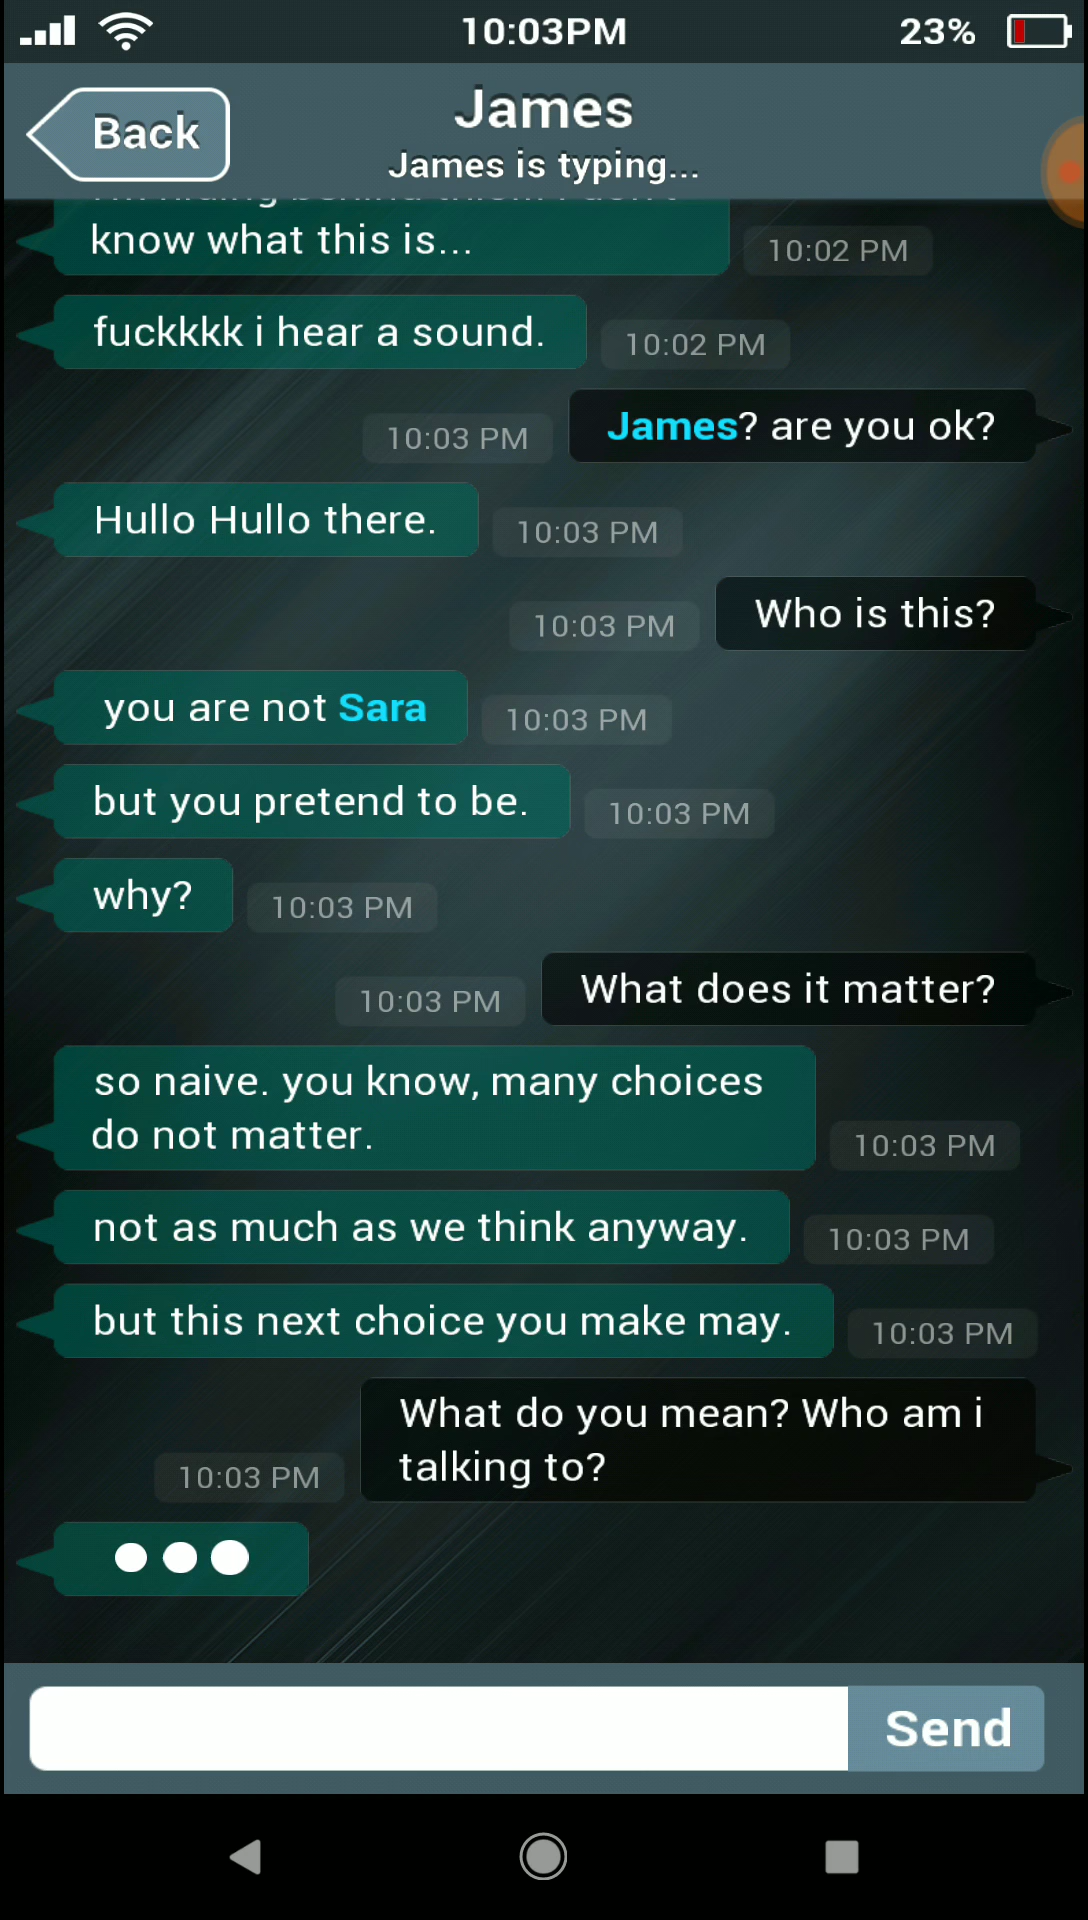 10:03PM
23%
Back
James
James is typing...
know what this is...
10:02 PM
fuckkkk i hear a sound.
10:02 PM
James? are you ok?
10:03 PM
Hullo Hullo there.
10:03 PM
Who is this?
10:03 PM
you are not Sara
10:03 PM
but you pretend to be.
10:03 PM
why?
10:03 PM
What does it matter?
10:03 PM
so naive. you know, many choices
do not matter.
10:03 PM
not as much as we think anyway.
10:03 PM
but this next choice you make may.
10:03 PM
What do you mean? Who am i
talking to?
10:03 PM
Send